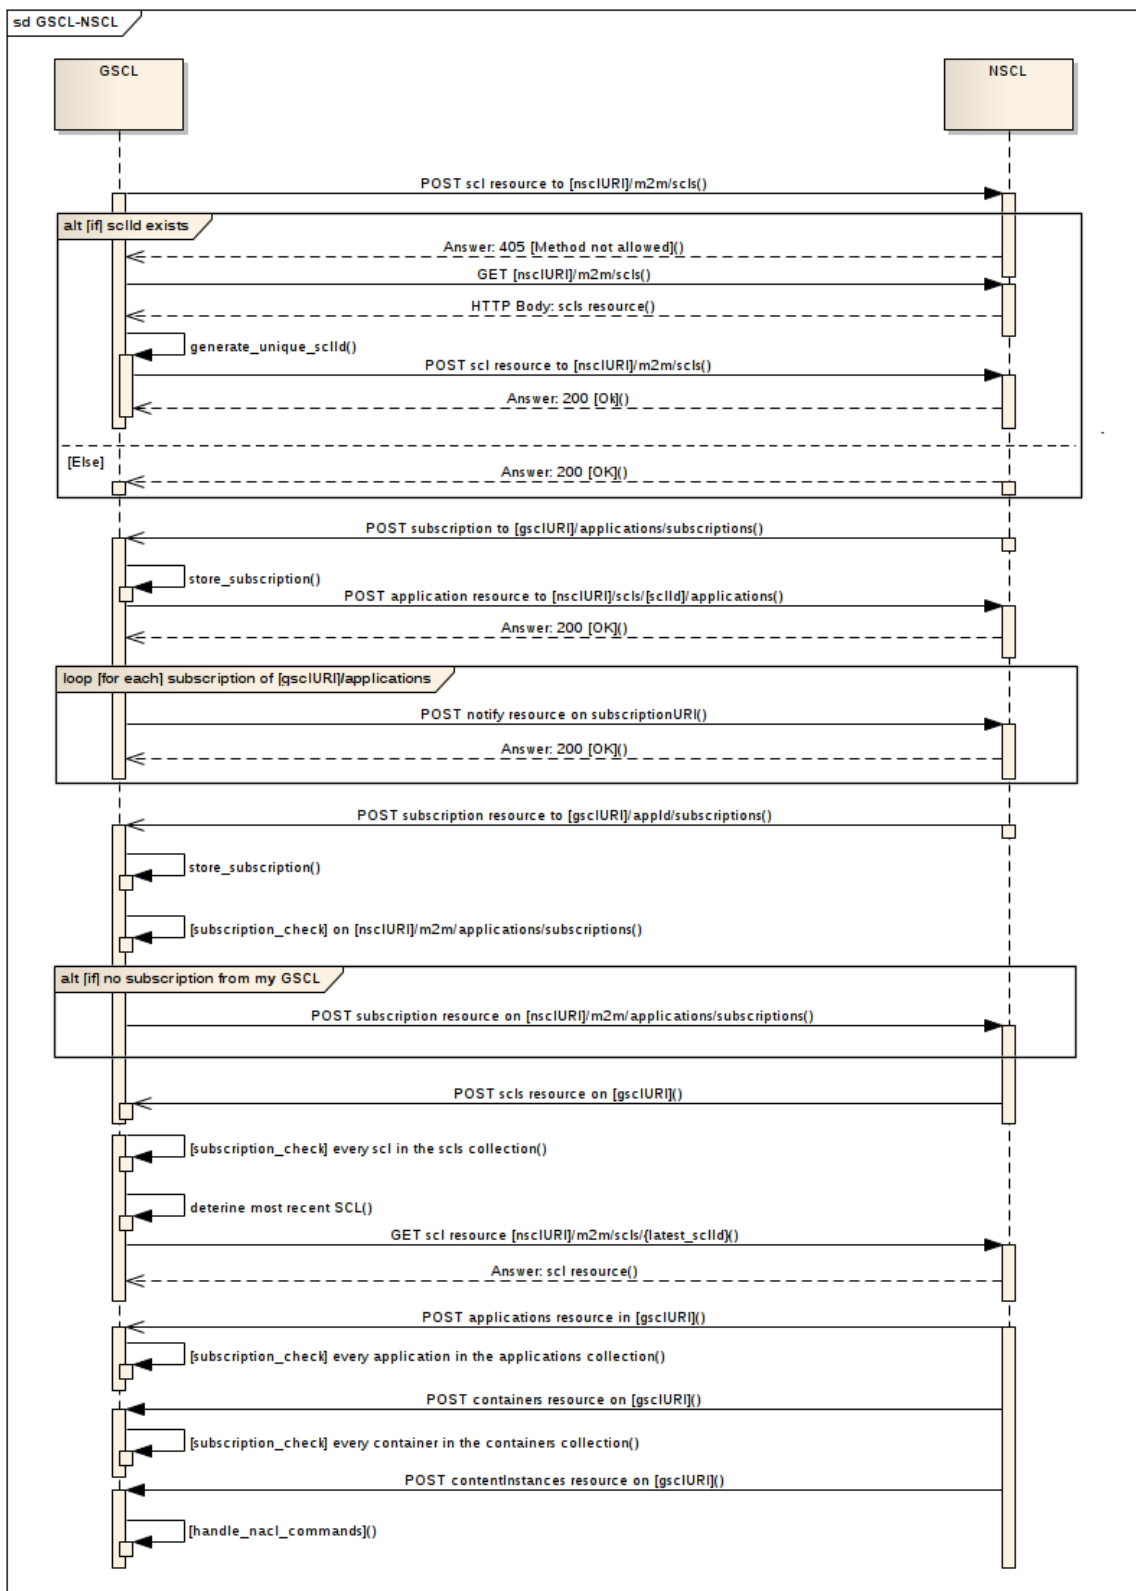 sd GSCL-NSCL
GSCL
NSCL
POST scl resource to [nsclURI]/m2m/scls()
alt [if] sclId exists
Answer: 405 [Method not allowed]()
GET [nsclURI]/m2m/scls()
HTTP Body: scls resource()
generate_unique_sclId()
POST scl resource to [nsclURI]/m2m/scls()
Answer: 200 [Ok]()
[Else]
Answer: 200 [OK]()
POST subscription to [gsclURI]/applications/subscriptions()
store_subscription()
POST application resource to [nsclURI]/scls/[sclId]/applications()
Answer: 200 [OK]()
loop [for each] subscription of [gsclURI]/applications
POST notify resource on subscriptionURI()
Answer: 200 [OK]()
POST subscription resource to [gsclURI]/appId/subscriptions()
store_subscription()
[subscription_check] on [nsclURI]/m2m/applications/subscriptions()
alt [if] no subscription from my GSCL
POST subscription resource on [nsclURI]/m2m/applications/subscriptions()
POST scls resource on [gsclURI]()
[subscription_check] every scl in the scls collection()
deterine most recent SCL()
GET scl resource [nsclURI]/m2m/scls/{latest_sclId}()
Answer: scl resource()
POST applications resource in [gsclURI]()
[subscription_check] every application in the applications collection()
POST containers resource on [gsclURI]()
[subscription_check] every container in the containers collection()
POST contentInstances resource on [gsclURI]()
[handle_nacl_commands]()